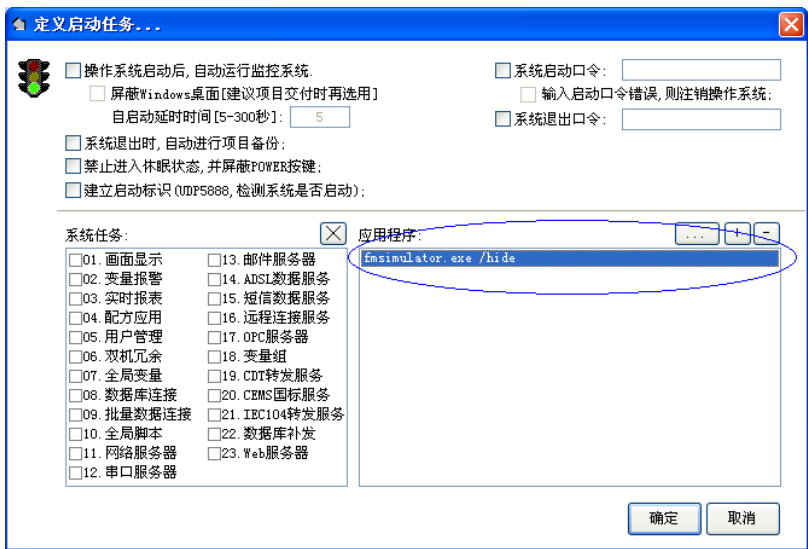 定义启动任务...
操作系统启动后,自动运行监控系统.
屏蔽Windows桌面[建议项目交付时再选用]
自启动延时时间[5-300秒]: 5
系统退出时,自动进行项目备份;
禁止进入休眠状态,并屏蔽POWER按键;
建立启动标识(UDP5888,检测系统是否启动);
系统启动口令:
输入启动口令错误,则注销操作系统;
系统退出口令:
系统任务:
01.画面显示
02.变量报警
03.实时报表
04.配方应用
05.用户管理
06.双机冗余
07.全局变量
08.数据库连接
09.批量数据连接
10.全局脚本
11.网络服务器
12.串口服务器
13.邮件服务器
14.ADSL数据服务
15.短信数据服务
16.远程连接服务
17.OPC服务器
18.变量组
19.CDT转发服务
20.CEMS国标服务
21.IEC104转发服务
22.数据库补发
23.Web服务器
应用程序: ... + -
fmsimulator.exe /hide
确定 取消